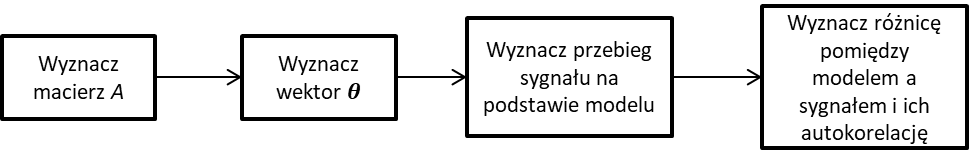 Wyznacz
macierz A
Wyznacz
wektor θ
Wyznacz przebieg
sygnału na
podstawie modelu
Wyznacz różnicę
pomiędzy
modelem a
sygnałem i ich
autokorelację